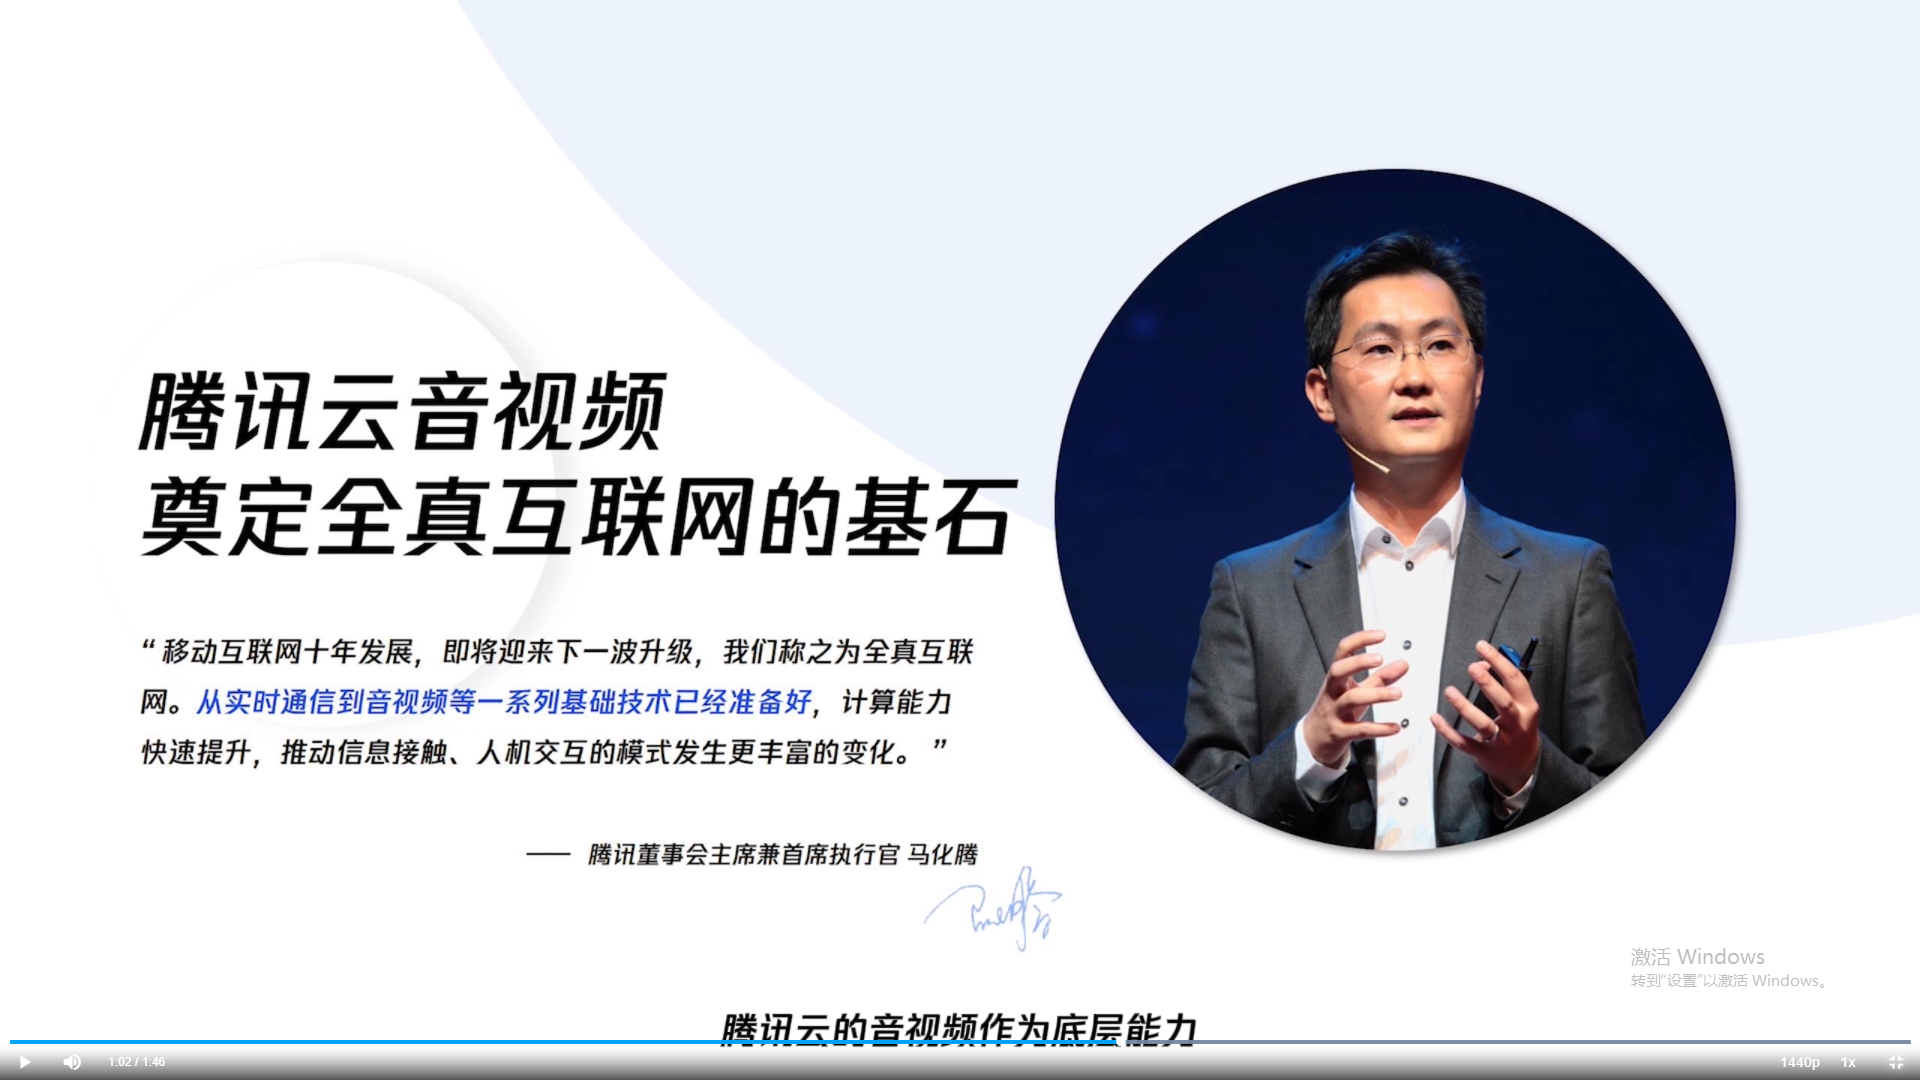 腾讯云音视频
奠定全真互联网的基石
“移动互联网十年发展，即将迎来下一波升级，我们称之为全真互联
网。从实时通信到音视频等一系列基础技术已经准备好，计算能力
快速提升，推动信息接触、人机交互的模式发生更丰富的变化。”
—— 腾讯董事会主席兼首席执行官 马化腾
激活 Windows
转到“设置”以激活 Windows。
腾讯云的音视频作为底层能力
1:02 / 1:46
1440p
1x